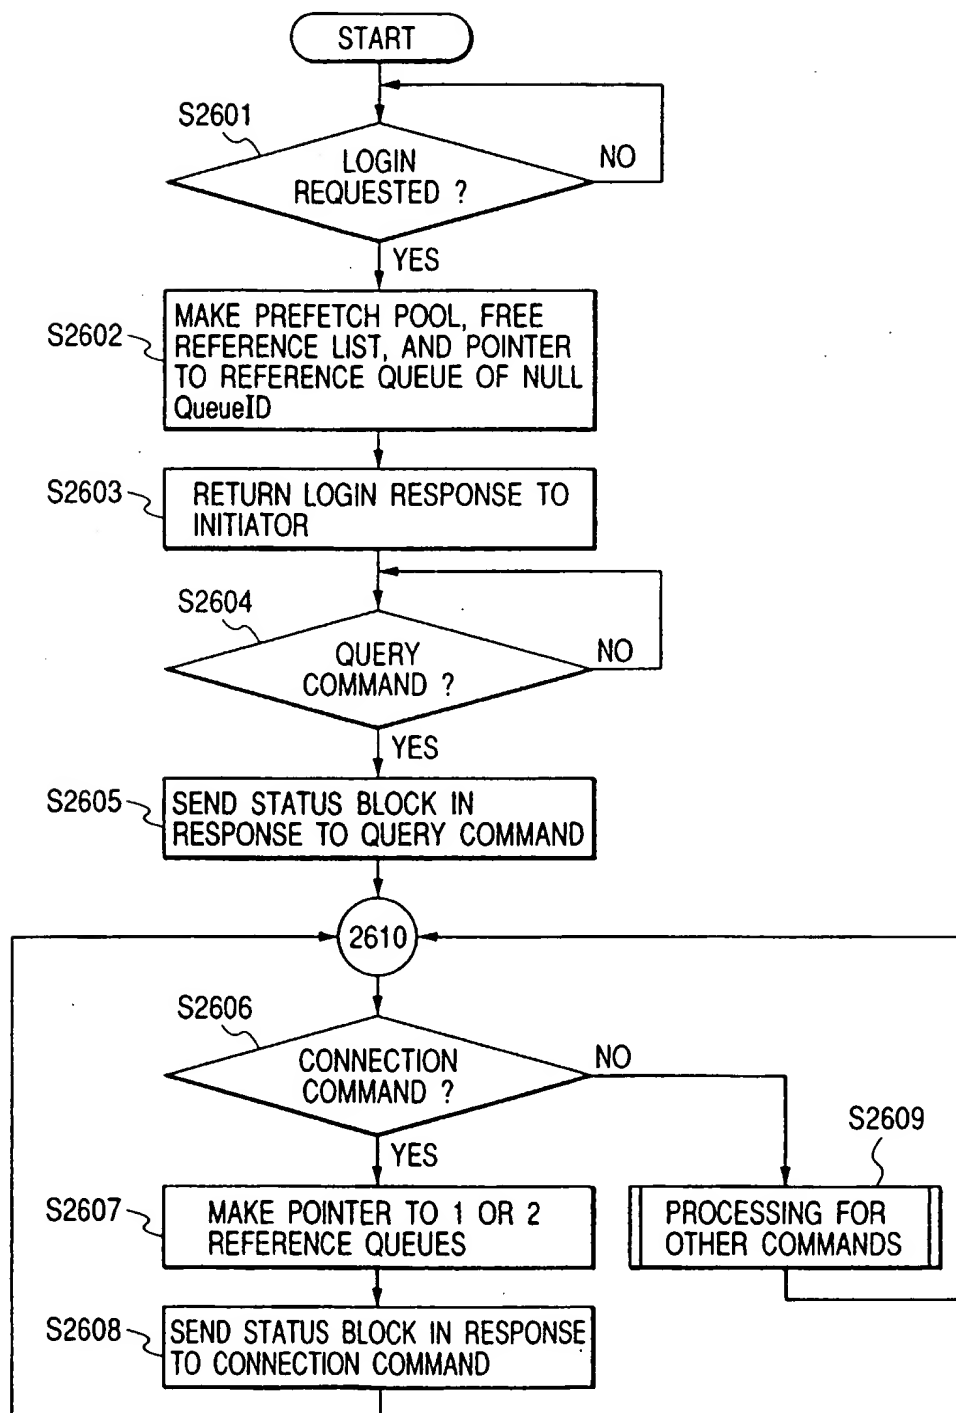 START
S2601
LOGIN
REQUESTED ?
NO
YES
S2602
MAKE PREFETCH POOL, FREE
REFERENCE LIST, AND POINTER
TO REFERENCE QUEUE OF NULL
QueueID
S2603
RETURN LOGIN RESPONSE TO
INITIATOR
S2604
QUERY
COMMAND ?
NO
YES
S2605
SEND STATUS BLOCK IN
RESPONSE TO QUERY COMMAND
2610
S2606
CONNECTION
COMMAND ?
NO
YES
S2609
PROCESSING FOR
OTHER COMMANDS
S2607
MAKE POINTER TO 1 OR 2
REFERENCE QUEUES
S2608
SEND STATUS BLOCK IN RESPONSE
TO CONNECTION COMMAND